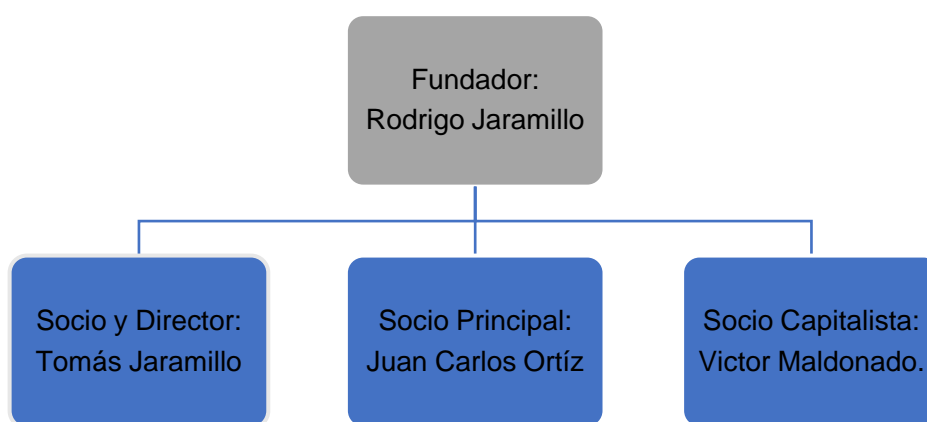 Fundador:
Rodrigo Jaramillo
Socio y Director:
Tomás Jaramillo
Socio Principal:
Juan Carlos Ortíz
Socio Capitalista:
Victor Maldonado.